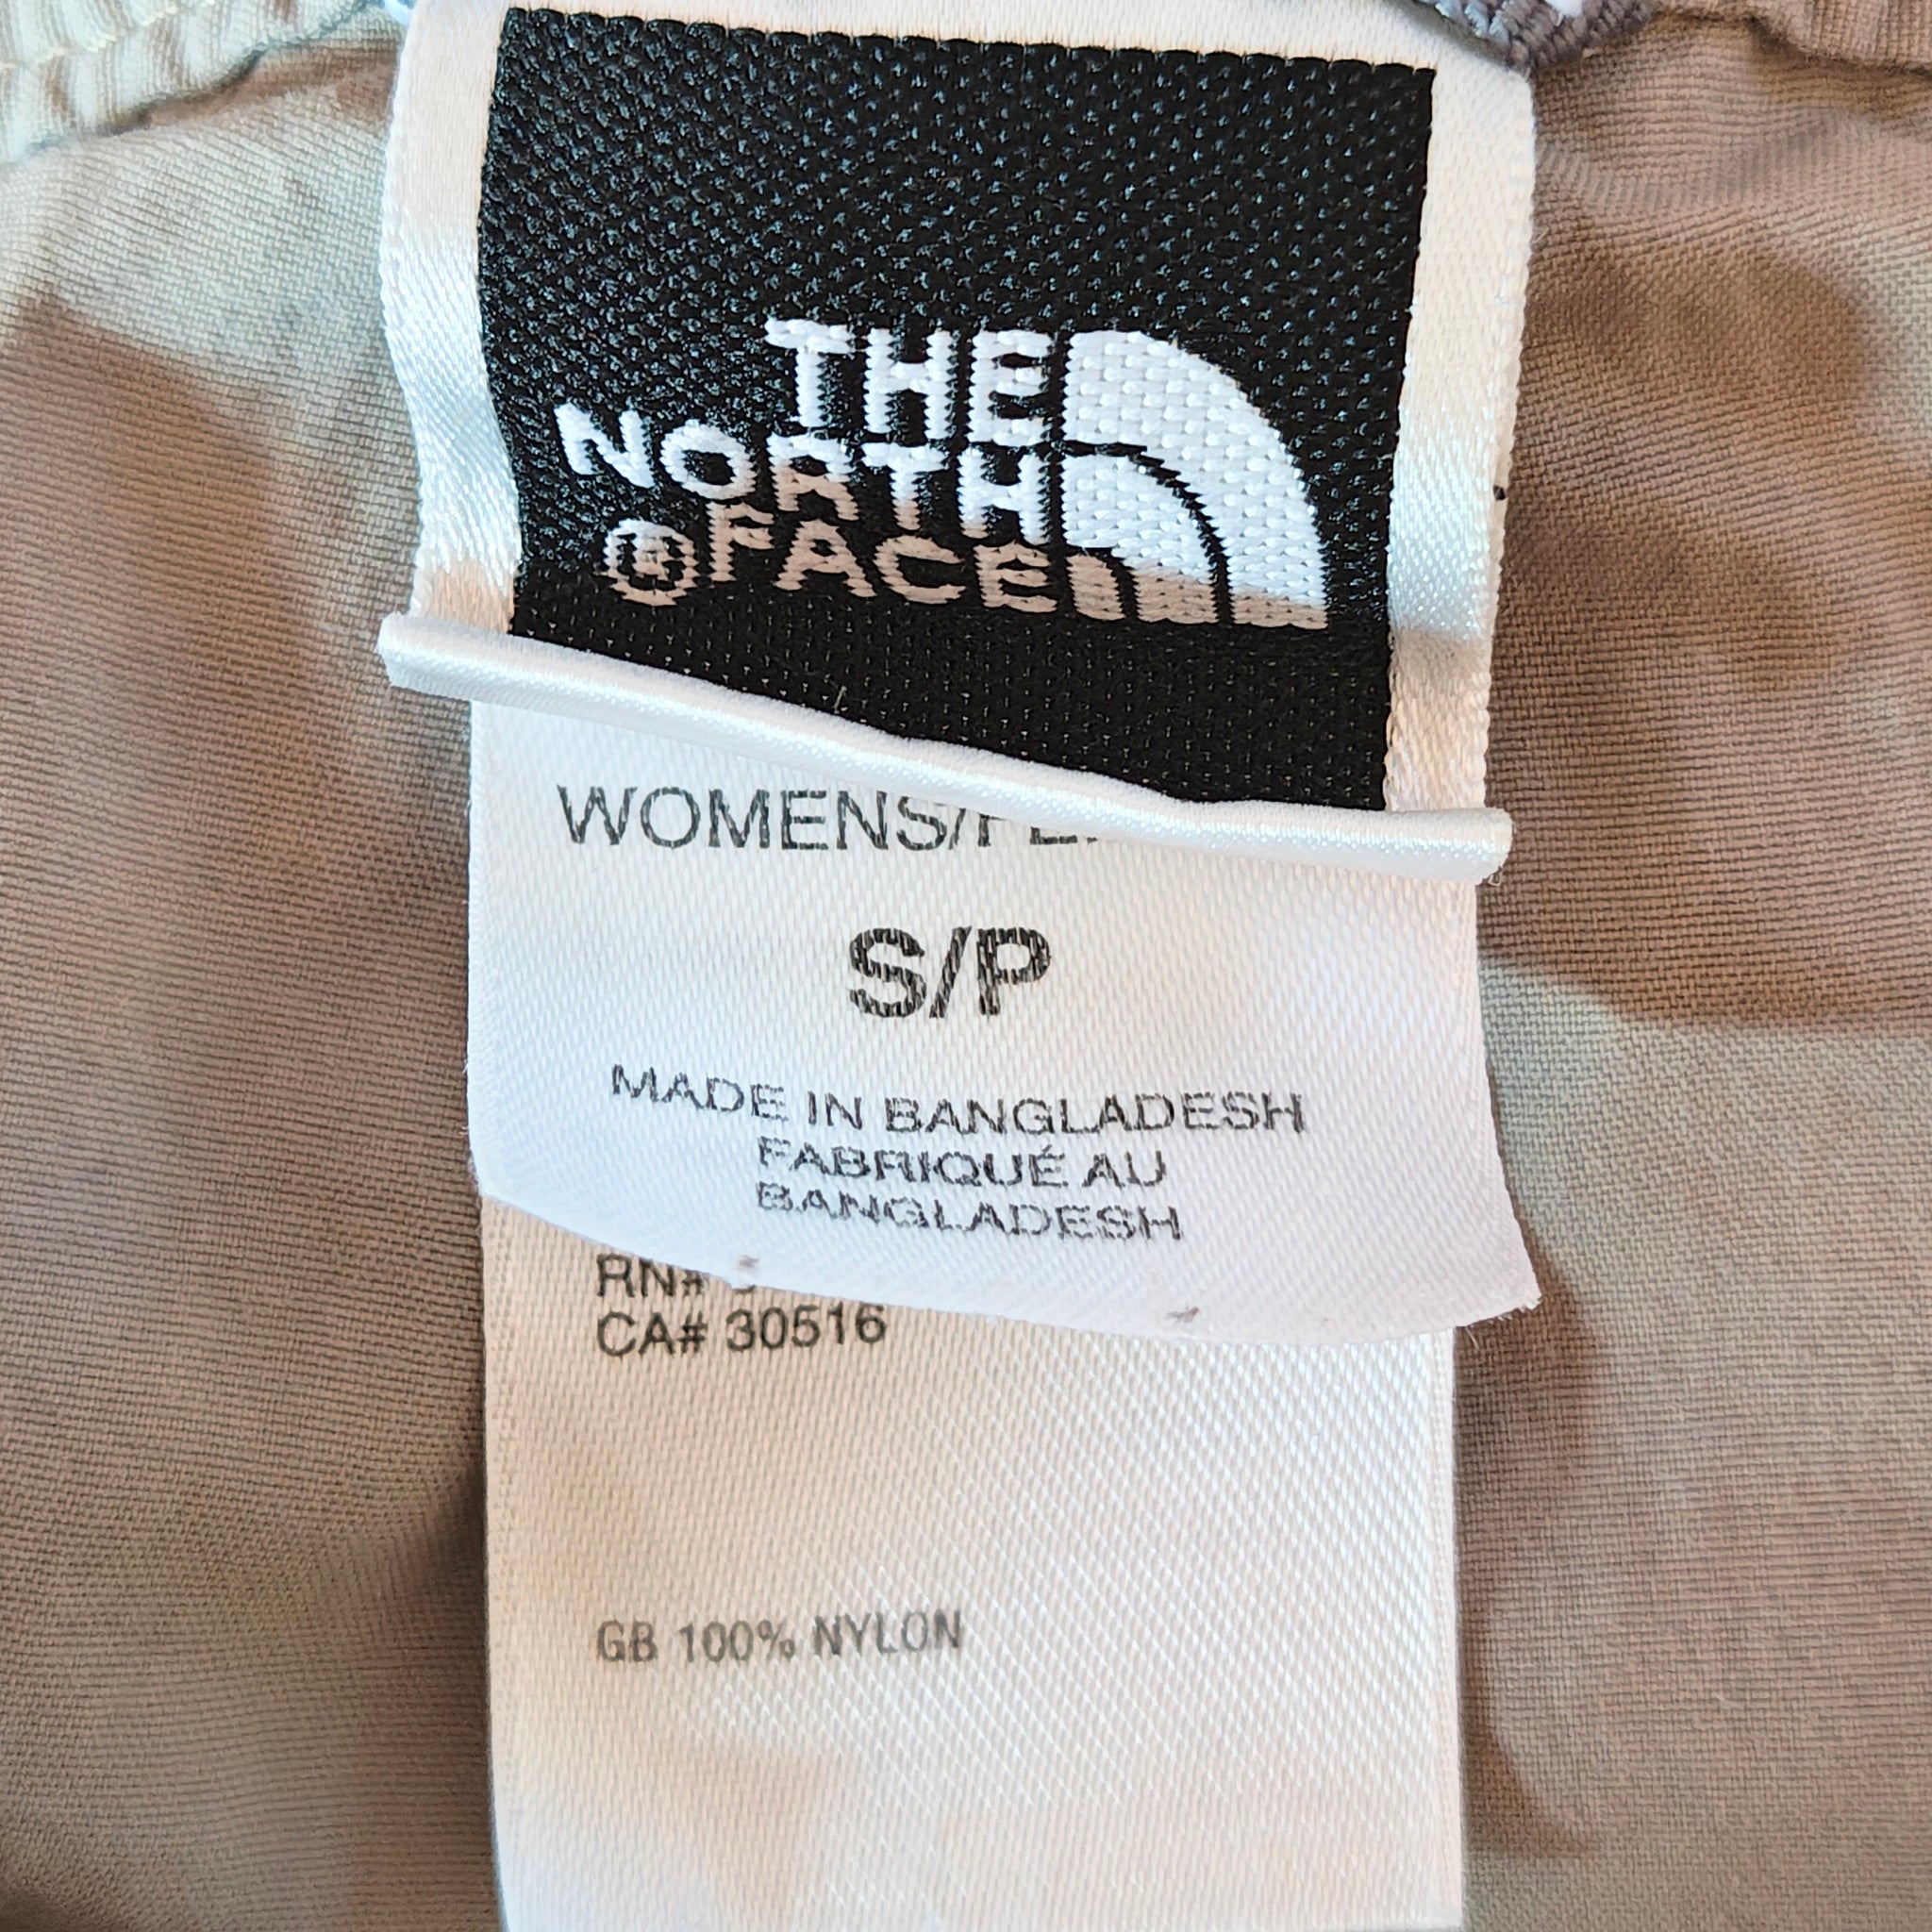 THE
NORTH
FACE
WOMENS/
S/P
MADE IN BANGLADESH
FABRIQUÉ AU
BANGLADESH
RN#
CA# 30516
GB 100% NYLON